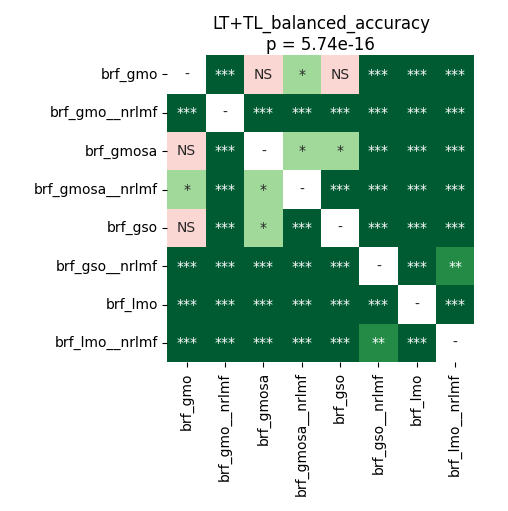 LT+TL_balanced_accuracy
p = 5.74e-16
brf_gmo - *** NS * NS *** *** ***
brf_gmo__nrlmf *** - *** *** *** *** *** ***
brf_gmosa NS *** - * * *** *** ***
brf_gmosa__nrlmf * *** * - *** *** *** ***
brf_gso NS *** * *** - *** *** ***
brf_gso__nrlmf *** *** *** *** *** - *** **
brf_lmo *** *** *** *** *** *** - ***
brf_lmo__nrlmf *** *** *** *** *** ** *** -
brf_gmo
brf_gmo__nrlmf
brf_gmosa
brf_gmosa__nrlmf
brf_gso
brf_gso__nrlmf
brf_lmo
brf_lmo__nrlmf